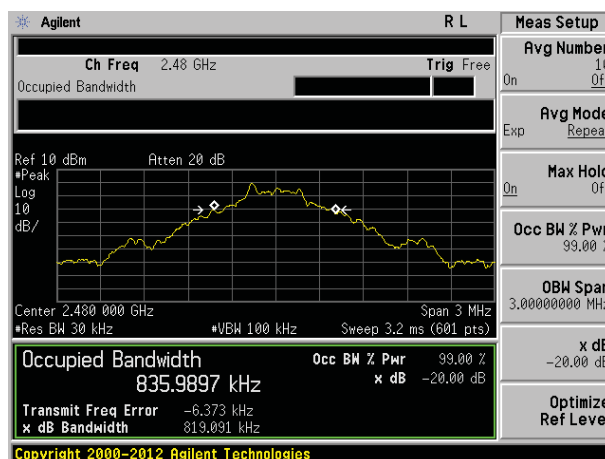 Agilent R L Meas Setup
Ch Freq 2.48 GHz Trig Free
Occupied Bandwidth
Avg Number
On
Avg Mode
Exp
Max Hold
On
Occ BW % Pwr
99.00
OBW Span
3.00000000
x dB
-20.00
Optimize
Ref Level
Ref 10 dBm Atten 20 dB
#Peak
Log
10
dB/
Center 2.480 000 GHz Span 3 MHz
#Res BW 30 kHz #VBW 100 kHz Sweep 3.2 ms (601 pts)
Occupied Bandwidth Occ BW % Pwr 99.00 %
835.9897 kHz x dB -20.00 dB
Transmit Freq Error -6.373 kHz
x dB Bandwidth 819.091 kHz
Copyright 2000-2012 Agilent Technologies